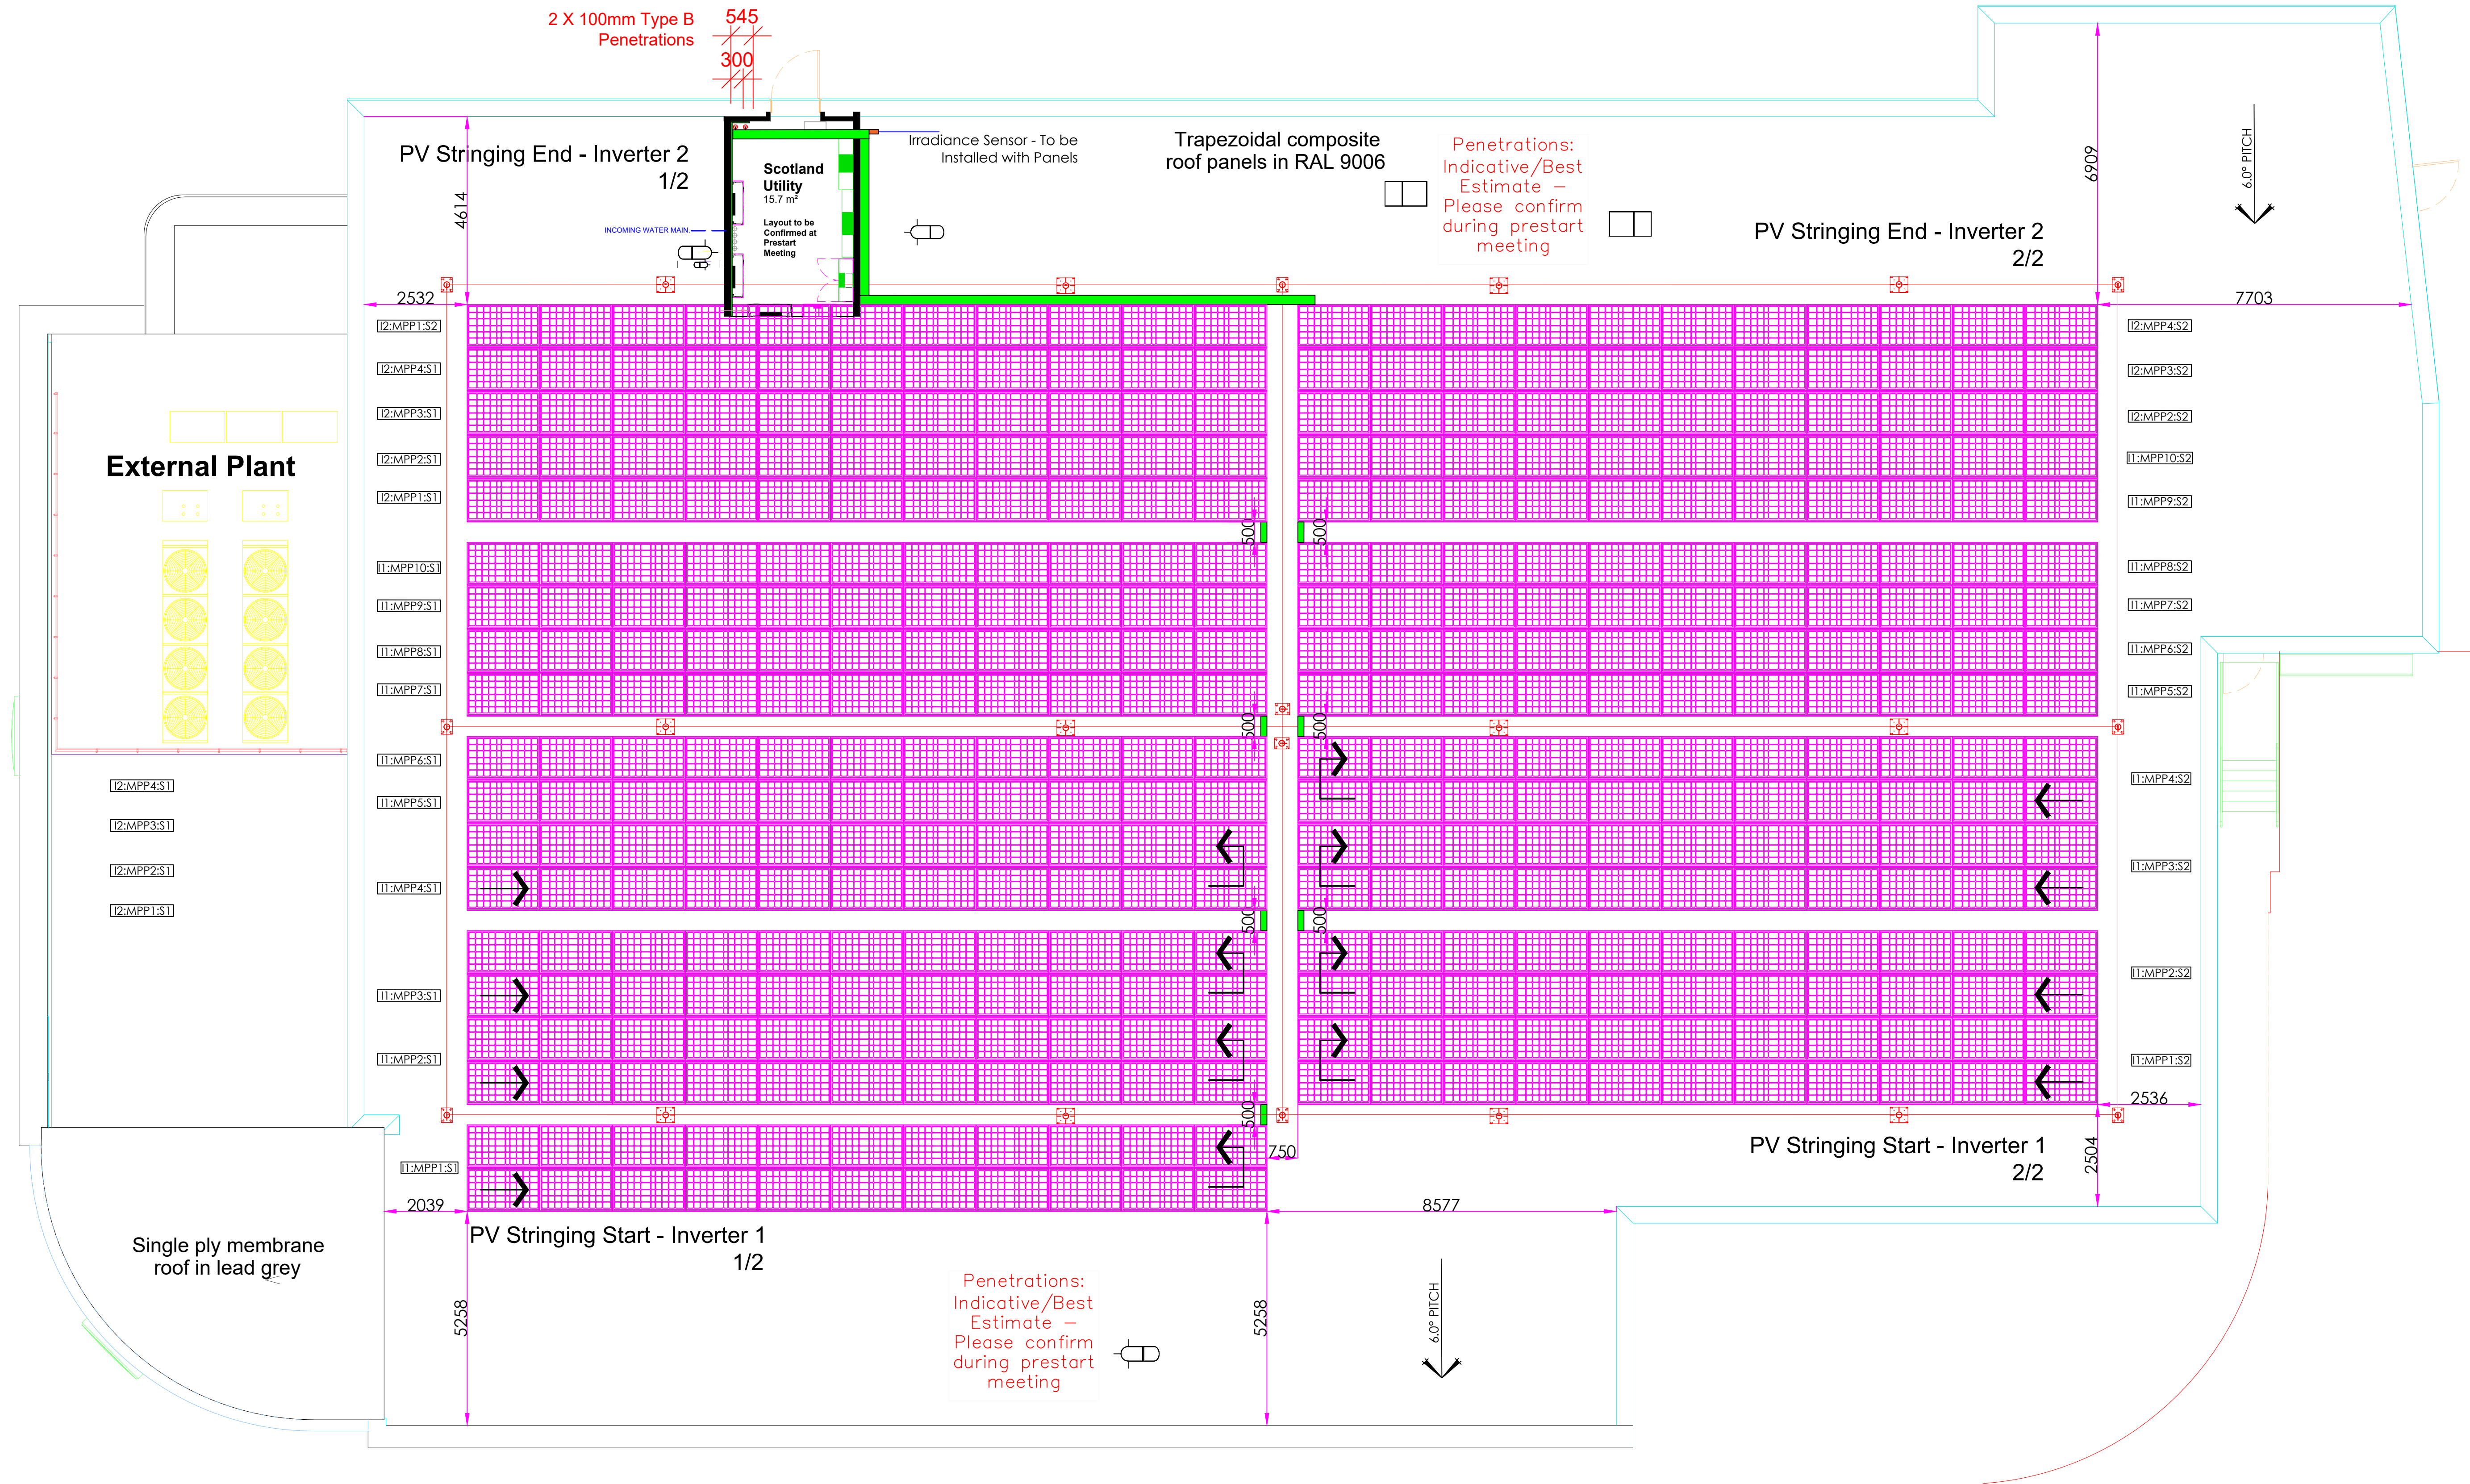 2 X 100mm Type B
Penetrations
545
300
PV Stringing End - Inverter 2
1/2
4614
2532
INCOMING WATER MAIN.
Scotland
Utility
15.7 m²
Layout to be
Confirmed at
Prestart
Meeting
Irradiance Sensor - To be
Installed with Panels
Trapezoidal composite
roof panels in RAL 9006
Penetrations:
Indicative/Best
Estimate –
Please confirm
during prestart
meeting
PV Stringing End - Inverter 2
2/2
6909
6.0° PITCH
7703
External Plant
I2:MPP1:S2
I2:MPP4:S1
I2:MPP3:S1
I2:MPP2:S1
I2:MPP1:S1
I1:MPP10:S1
I1:MPP9:S1
I1:MPP8:S1
I1:MPP7:S1
I1:MPP6:S1
I1:MPP5:S1
I1:MPP4:S1
I1:MPP3:S1
I1:MPP2:S1
I1:MPP1:S1
I2:MPP4:S1
I2:MPP3:S1
I2:MPP2:S1
I2:MPP1:S1
500
500
500
500
500
500
500
750
I2:MPP4:S2
I2:MPP3:S2
I2:MPP2:S2
I1:MPP10:S2
I1:MPP9:S2
I1:MPP8:S2
I1:MPP7:S2
I1:MPP6:S2
I1:MPP5:S2
I1:MPP4:S2
I1:MPP3:S2
I1:MPP2:S2
I1:MPP1:S2
2536
2504
PV Stringing Start - Inverter 1
2/2
2039
8577
PV Stringing Start - Inverter 1
1/2
Single ply membrane
roof in lead grey
5258
5258
Penetrations:
Indicative/Best
Estimate –
Please confirm
during prestart
meeting
6.0° PITCH